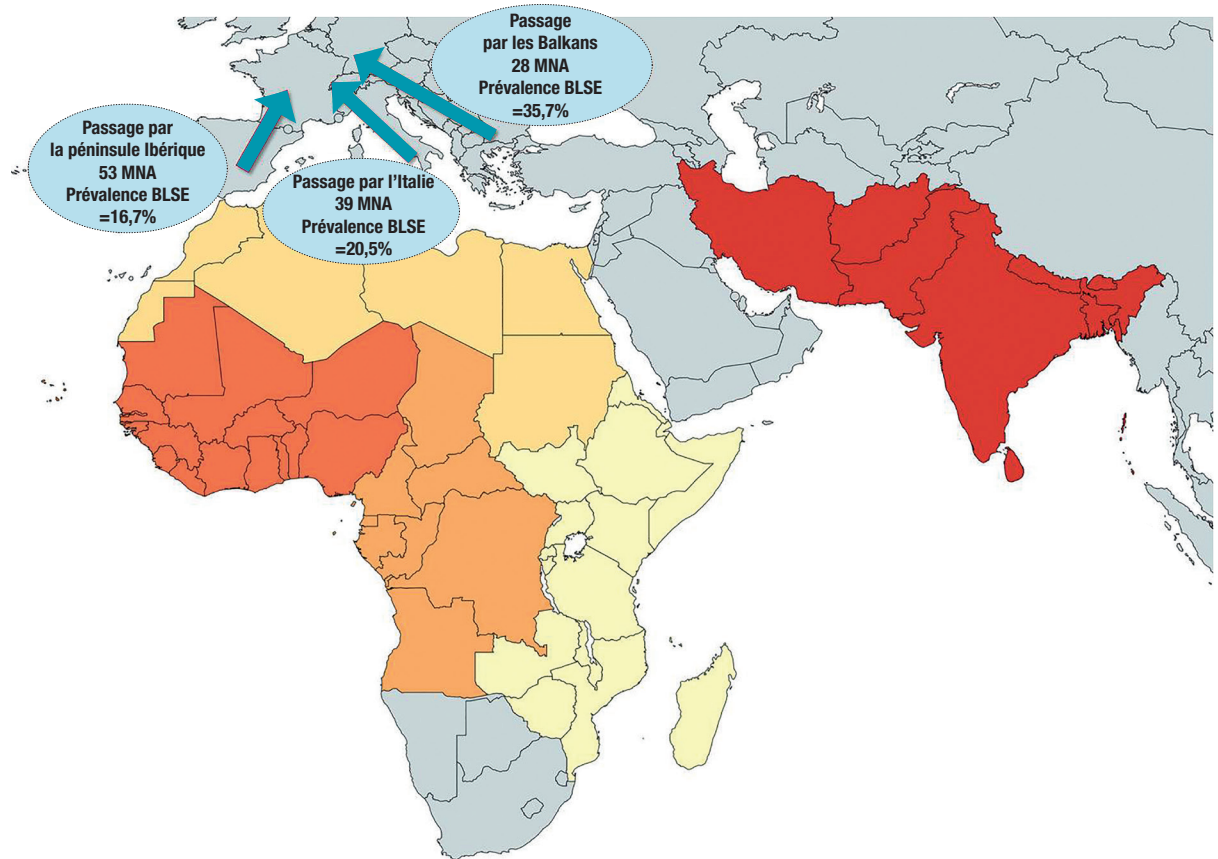 Passage
par les Balkans
28 MNA
Prévalence BLSE
=35,7%
Passage par
la péninsule Ibérique
53 MNA
Prévalence BLSE
=16,7%
Passage par l’Italie
39 MNA
Prévalence BLSE
=20,5%